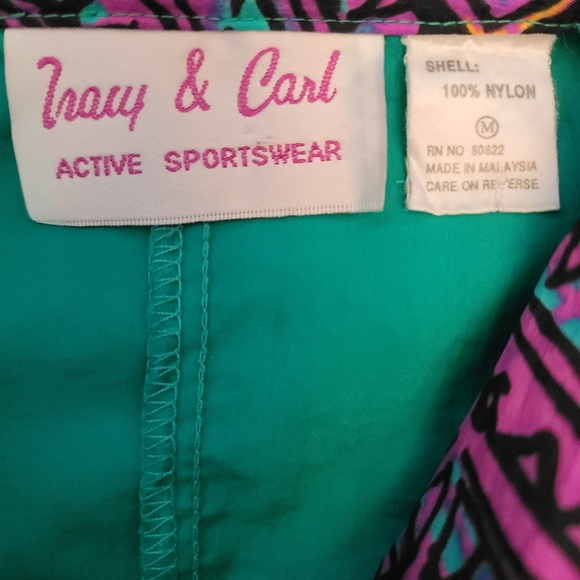 Tracy & Carl
ACTIVE SPORTSWEAR
SHELL:
100% NYLON
M
RN NO 80822
MADE IN MALAYSIA
CARE ON REVERSE